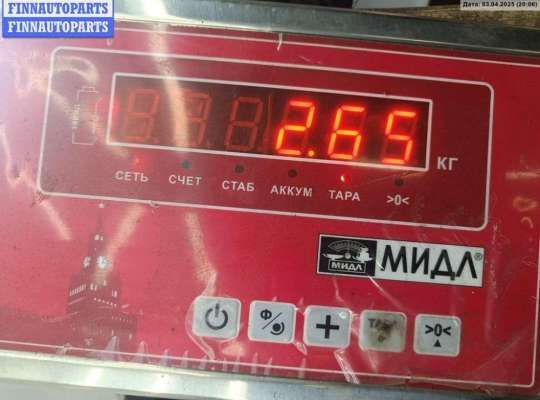 FINNAUTOPARTS
FINNAUTOPARTS
Дата: 03.04.2025 (20:06)
2.65
КГ
СЕТЬ СЧЕТ СТАБ АККУМ ТАРА >0<
МИДЛ
МИДЛ®
Ф + >0<